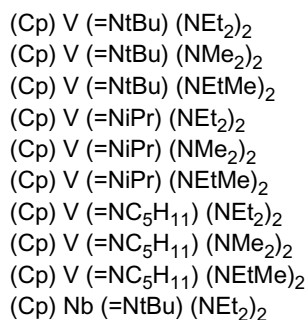 (Cp) V (=NtBu) (NEt₂)₂
(Cp) V (=NtBu) (NMe₂)₂
(Cp) V (=NtBu) (NEtMe)₂
(Cp) V (=NiPr) (NEt₂)₂
(Cp) V (=NiPr) (NMe₂)₂
(Cp) V (=NiPr) (NEtMe)₂
(Cp) V (=NC₅H₁₁) (NEt₂)₂
(Cp) V (=NC₅H₁₁) (NMe₂)₂
(Cp) V (=NC₅H₁₁) (NEtMe)₂
(Cp) Nb (=NtBu) (NEt₂)₂